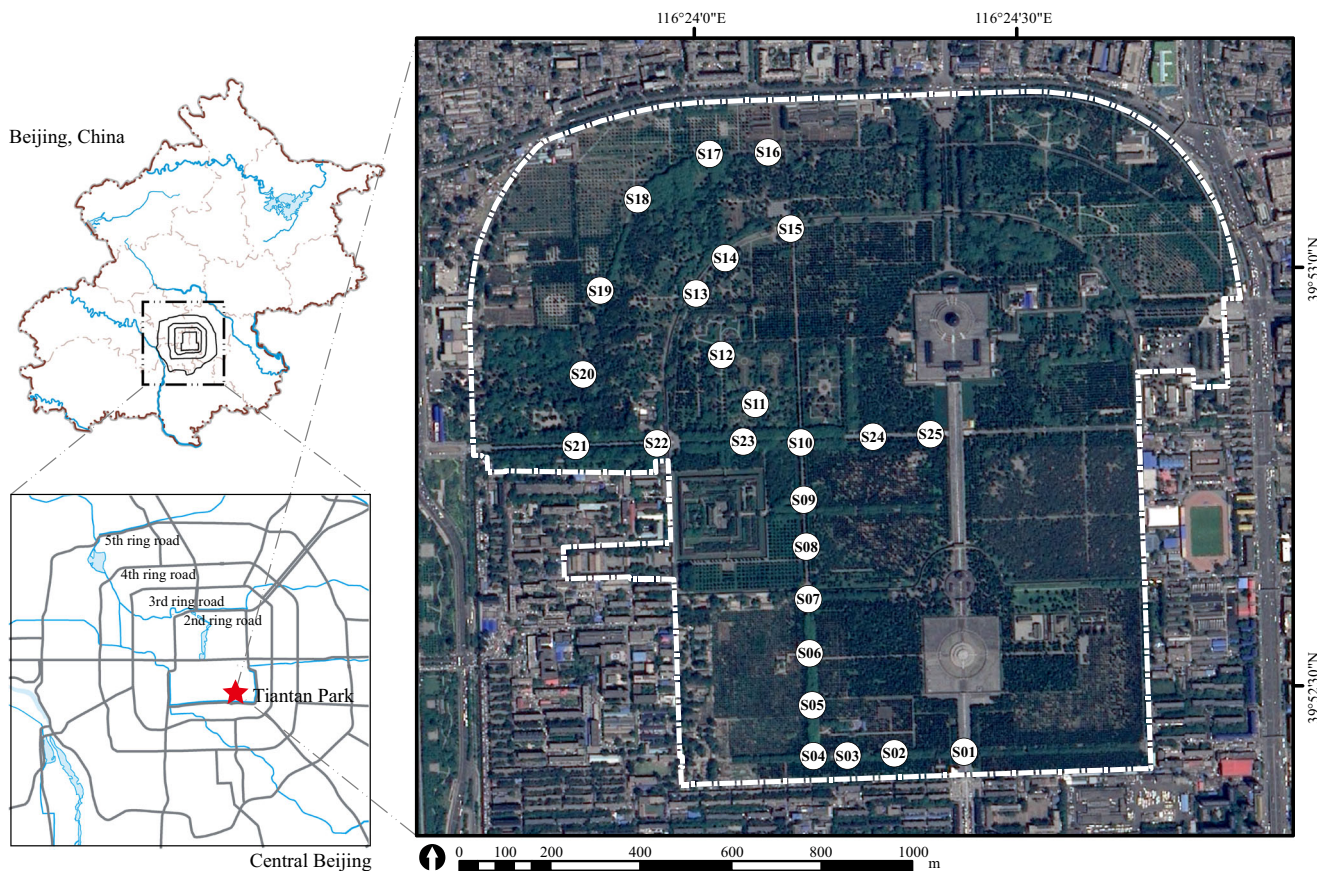 116°24'0"E
116°24'30"E
Beijing, China
S17
S16
S18
S15
S14
39°53'0"N
S19
S13
S12
S20
S11
S21
S22
S23
S10
S24
S25
S09
5th ring road
S08
4th ring road
3rd ring road
S07
2nd ring road
S06
39°52'30"N
Tiantan Park
S05
S04
S03
S02
S01
Central Beijing
0
100
200
400
600
800
1000
m